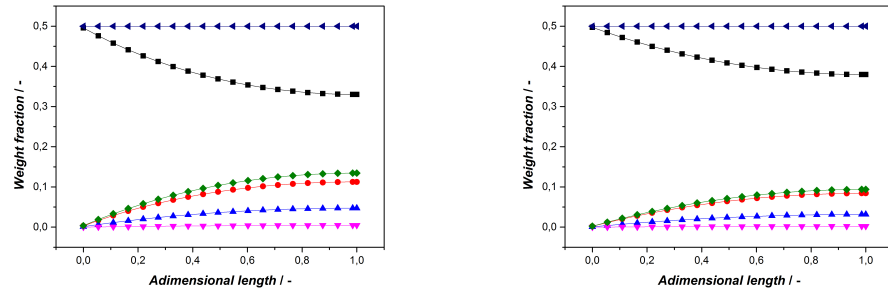 0,5
0,4
0,3
0,2
0,1
0,0
Weight fraction / -
0,0 0,2 0,4 0,6 0,8 1,0
Adimensional length / -
0,5
0,4
0,3
0,2
0,1
0,0
Weight fraction / -
0,0 0,2 0,4 0,6 0,8 1,0
Adimensional length / -